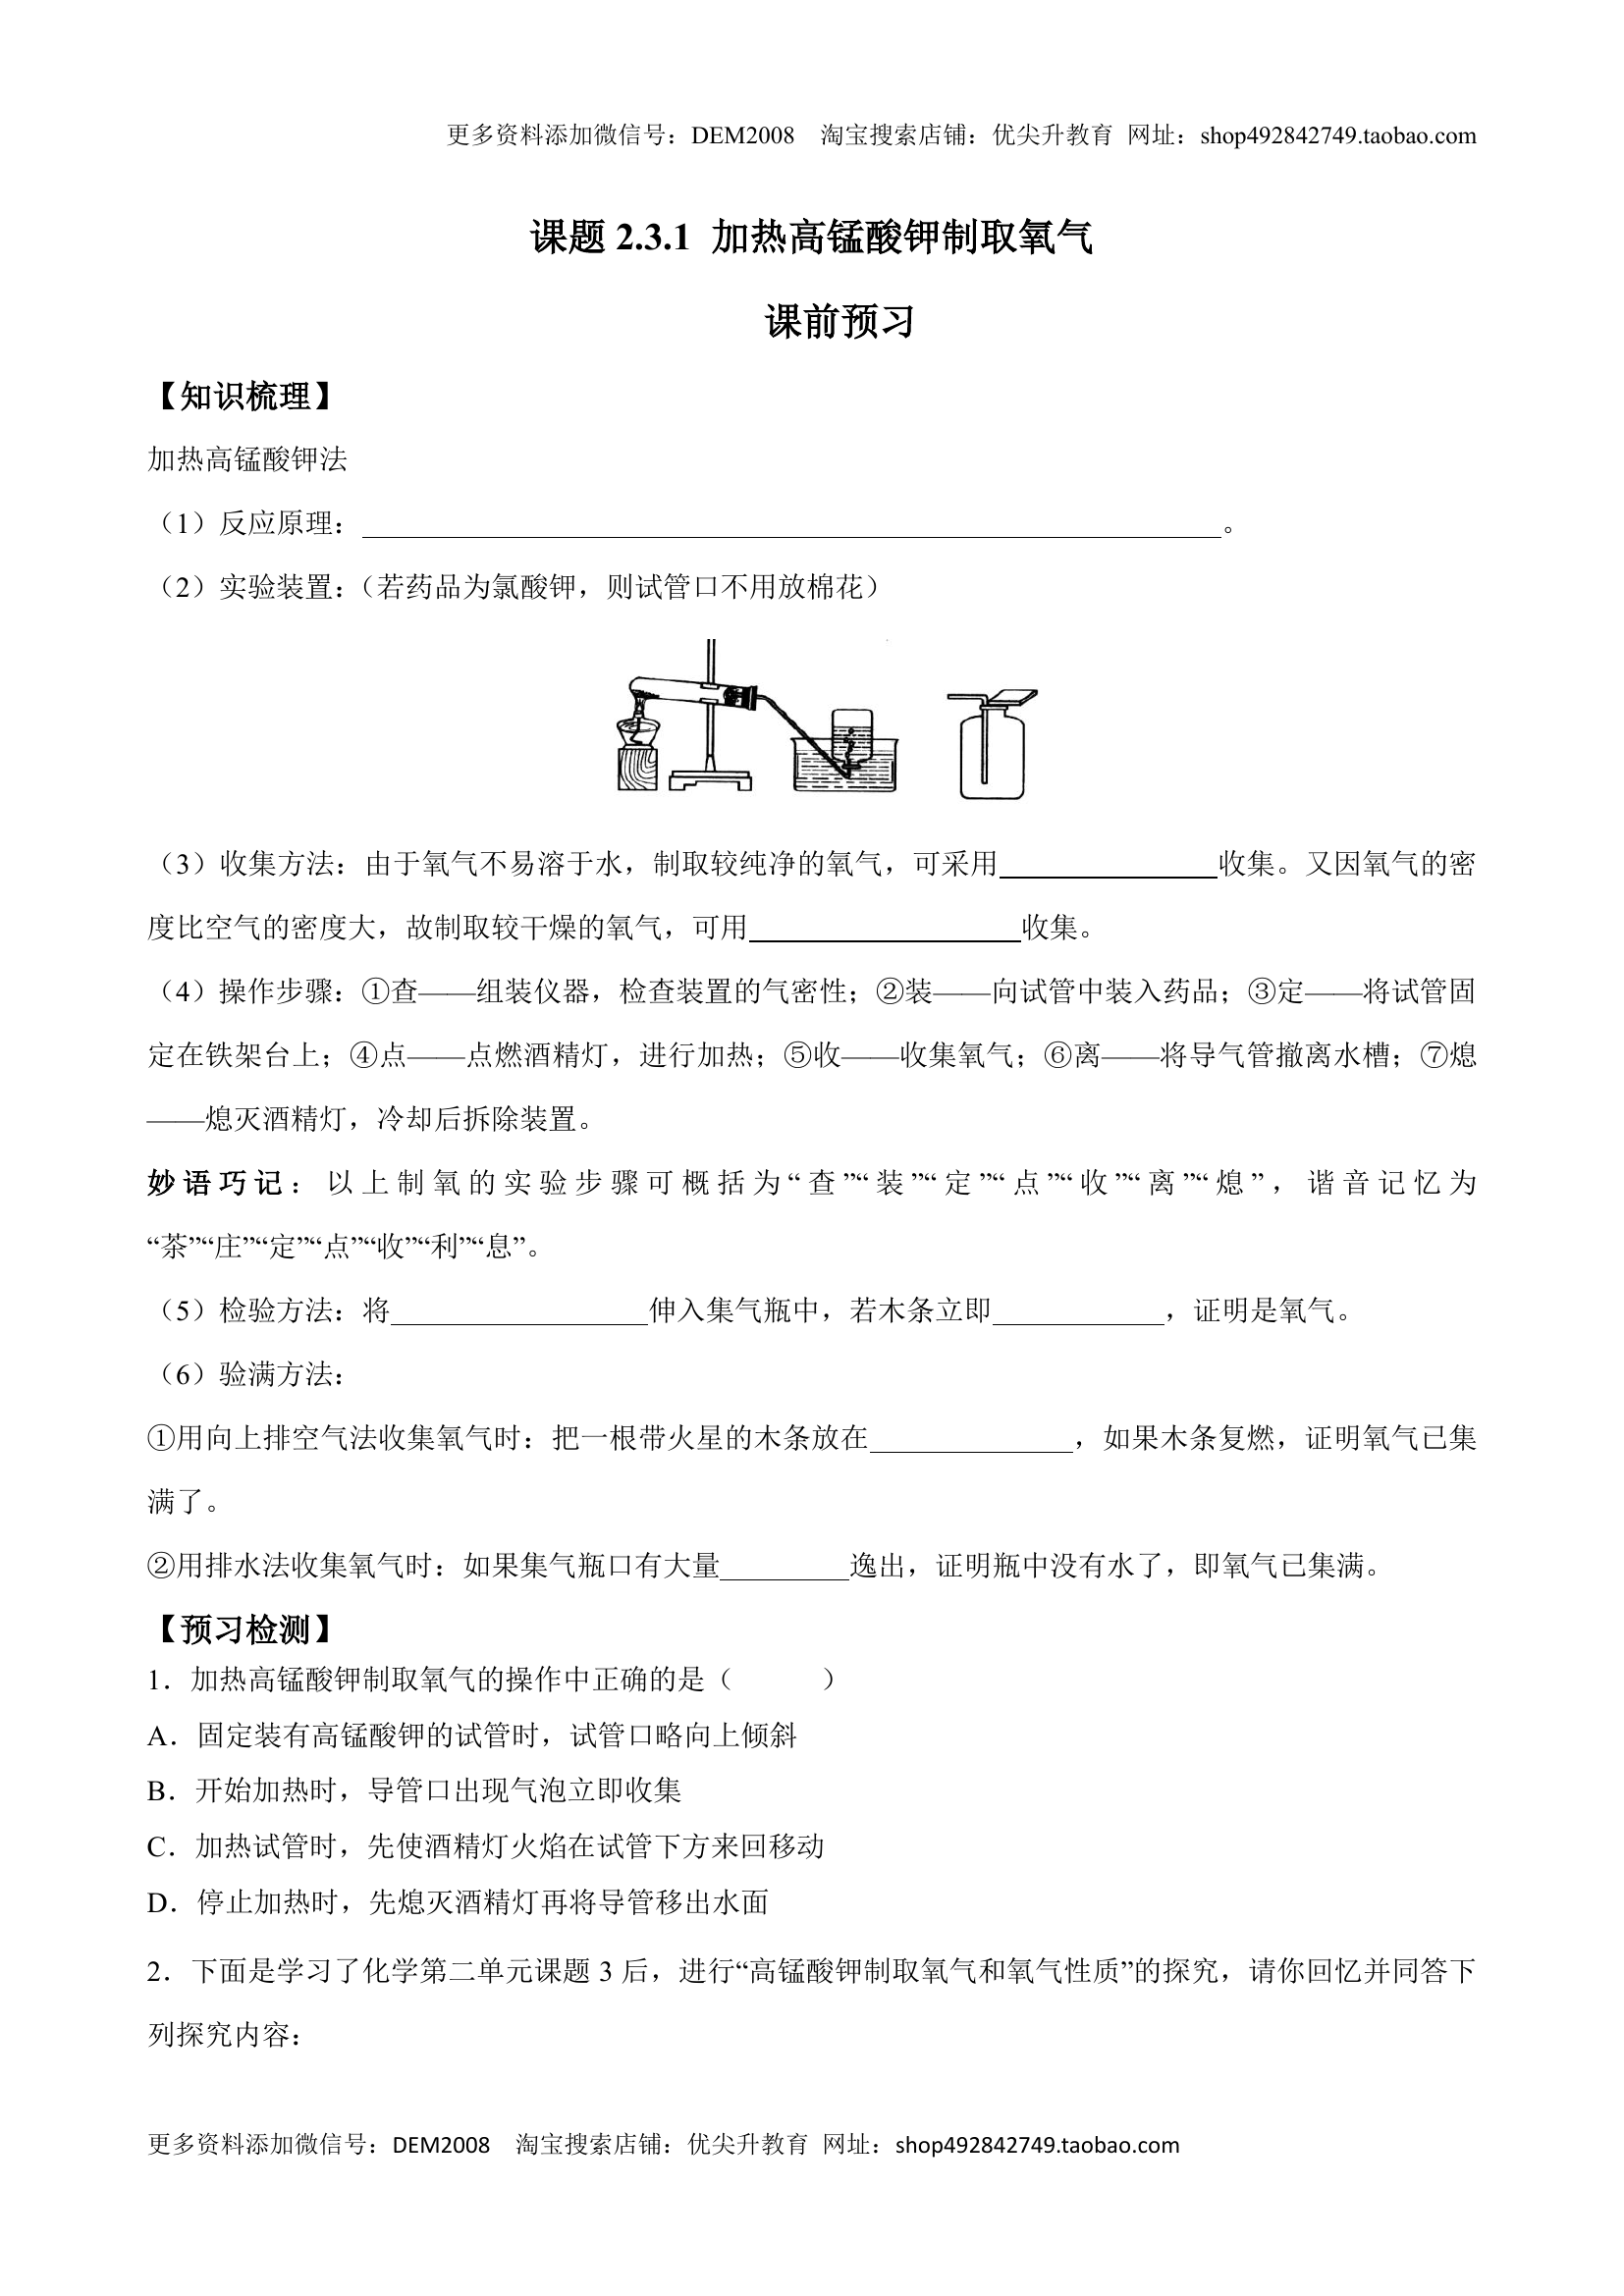 更多资料添加微信号：DEM2008 淘宝搜索店铺：优尖升教育 网址：shop492842749.taobao.com
课题 2.3.1 加热高锰酸钾制取氧气
课前预习
【知识梳理】
加热高锰酸钾法
（1）反应原理：____________________________________________________________。
（2）实验装置：（若药品为氯酸钾，则试管口不用放棉花）
（3）收集方法：由于氧气不易溶于水，制取较纯净的氧气，可采用_______________收集。又因氧气的密
度比空气的密度大，故制取较干燥的氧气，可用___________________收集。
（4）操作步骤：①查——组装仪器，检查装置的气密性；②装——向试管中装入药品；③定——将试管固
定在铁架台上；④点——点燃酒精灯，进行加热；⑤收——收集氧气；⑥离——将导气管撤离水槽；⑦熄
——熄灭酒精灯，冷却后拆除装置。
妙语巧记：以上制氧的实验步骤可概括为“查”“装”“定”“点”“收”“离”“熄”，谐音记忆为
“茶”“庄”“定”“点”“收”“利”“息”。
（5）检验方法：将__________________伸入集气瓶中，若木条立即____________，证明是氧气。
（6）验满方法：
①用向上排空气法收集氧气时：把一根带火星的木条放在______________，如果木条复燃，证明氧气已集
满了。
②用排水法收集氧气时：如果集气瓶口有大量_________逸出，证明瓶中没有水了，即氧气已集满。
【预习检测】
1．加热高锰酸钾制取氧气的操作中正确的是（　　　）
A．固定装有高锰酸钾的试管时，试管口略向上倾斜
B．开始加热时，导管口出现气泡立即收集
C．加热试管时，先使酒精灯火焰在试管下方来回移动
D．停止加热时，先熄灭酒精灯再将导管移出水面
2．下面是学习了化学第二单元课题 3 后，进行“高锰酸钾制取氧气和氧气性质”的探究，请你回忆并同答下
列探究内容：
更多资料添加微信号：DEM2008 淘宝搜索店铺：优尖升教育 网址：shop492842749.taobao.com